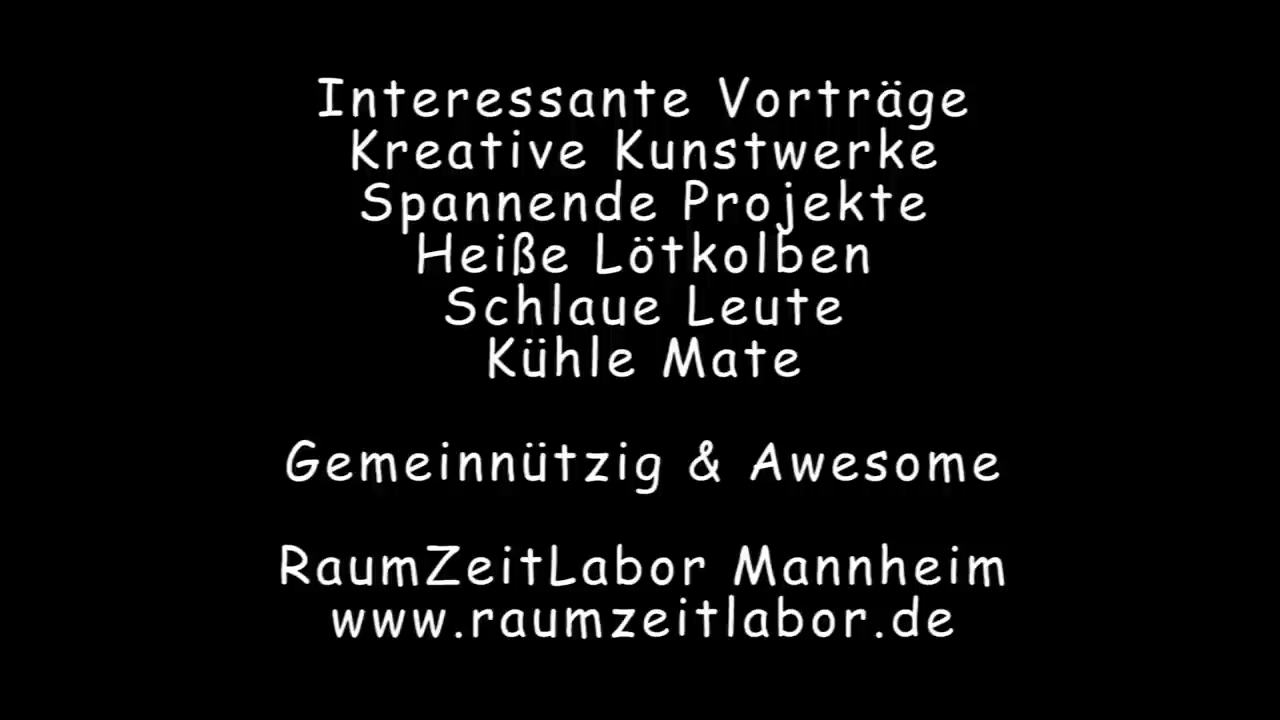 Interessante Vorträge
Kreative Kunstwerke
Spannende Projekte
Heiße Lötkolben
Schlaue Leute
Kühle Mate
Gemeinnützig & Awesome
RaumZeitLabor Mannheim
www.raumzeitlabor.de